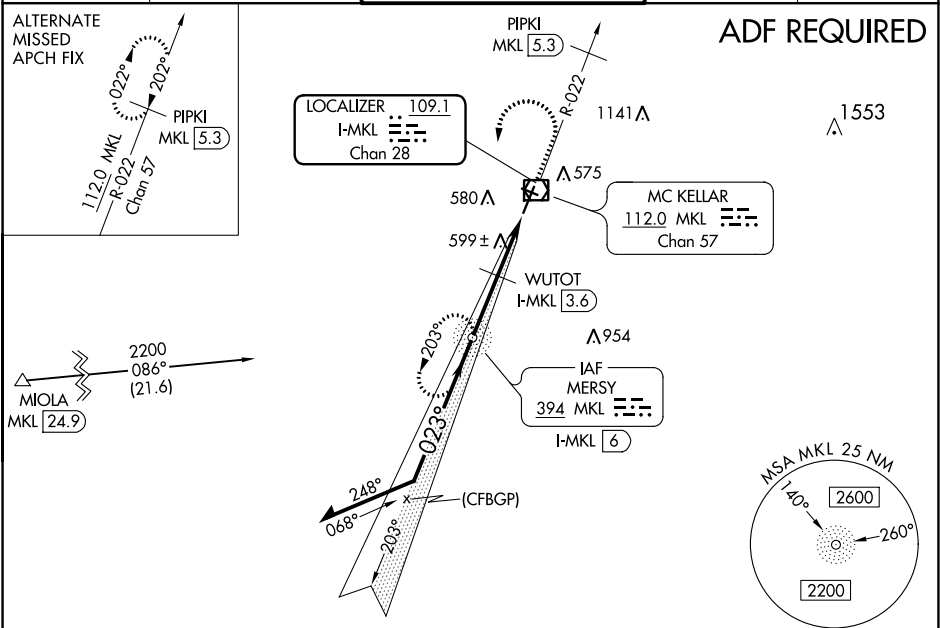 ALTERNATE
MISSED
APCH FIX
022°
202°
PIPKI
MKL 5.3
112.0 MKL
R-022
Chan 57
PIPKI
MKL 5.3
R-022
ADF REQUIRED
LOCALIZER 109.1
I-MKL
Chan 28
1141
1553
575
580
MC KELLAR
112.0 MKL
Chan 57
599 ±
WUTOT
I-MKL 3.6
203°
954
IAF
MERSY
394 MKL
I-MKL 6
2200
086°
(21.6)
MIOLA
MKL 24.9
023°
248°
068°
x
(CFBGP)
203°
MSA MKL 25 NM
140°
2600
260°
2200